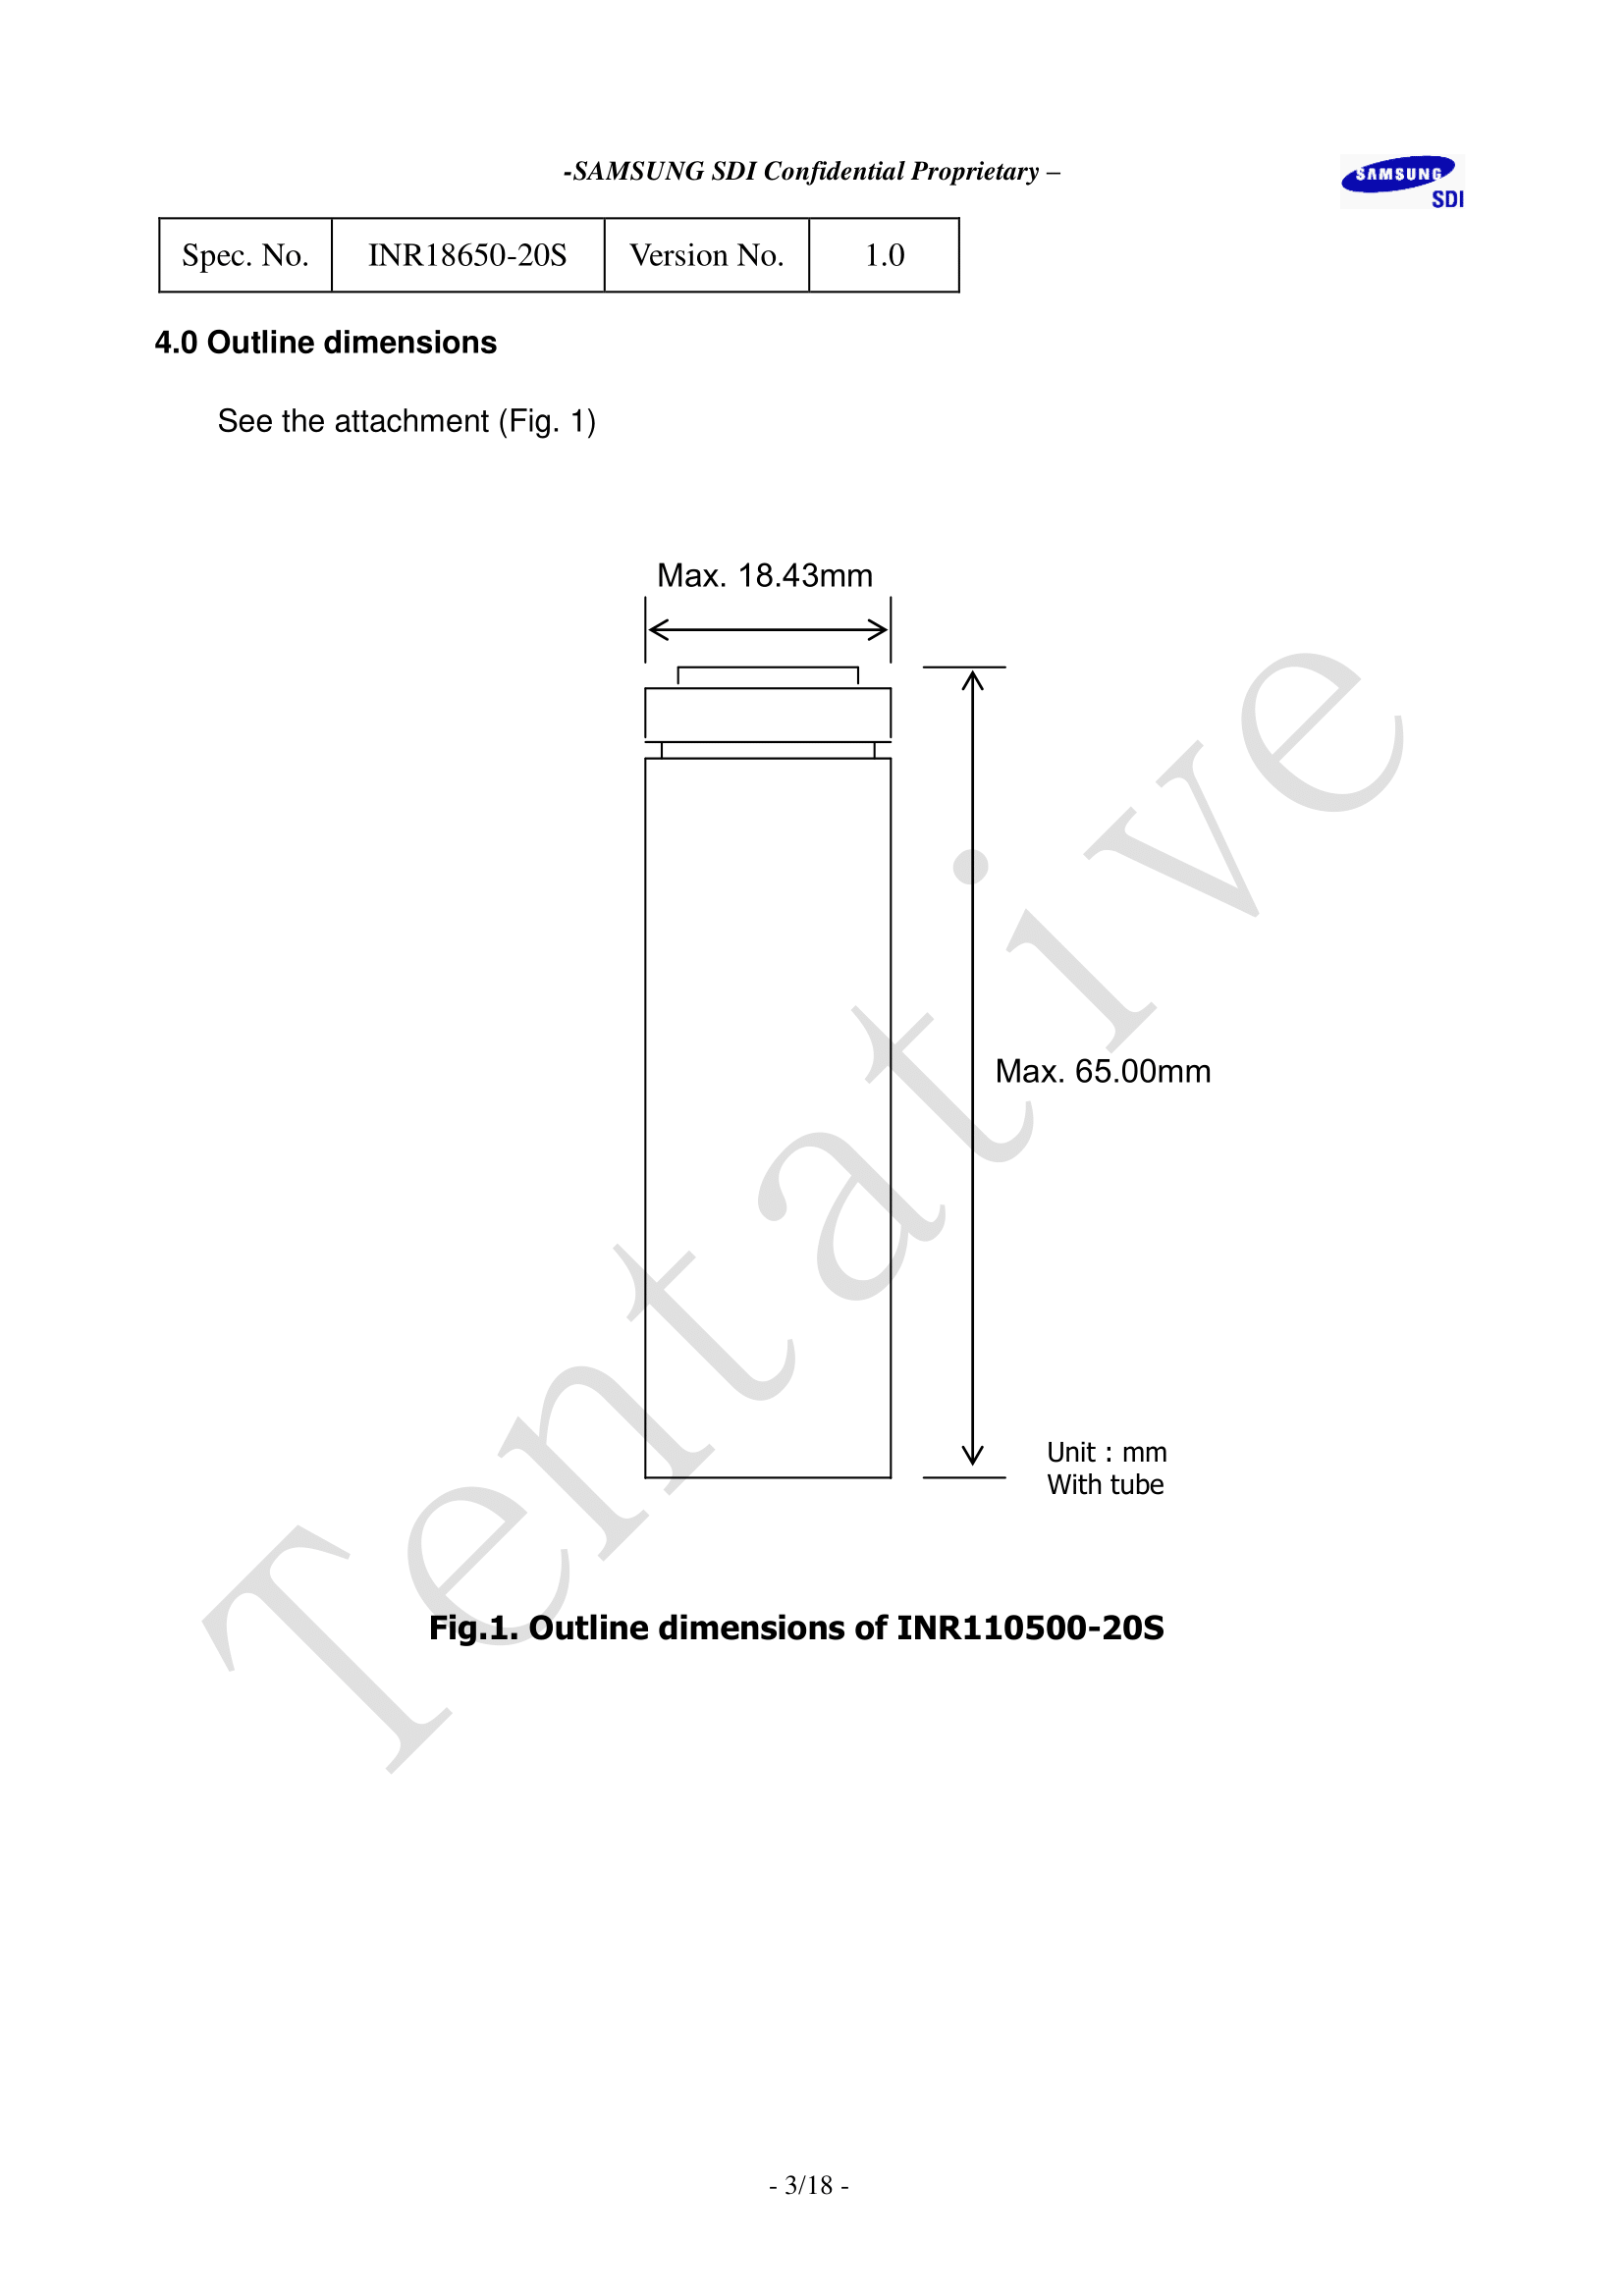 -SAMSUNG SDI Confidential Proprietary –
SAMSUNG
SDI
Spec. No. INR18650-20S Version No. 1.0
4.0 Outline dimensions
See the attachment (Fig. 1)
Max. 18.43mm
Max. 65.00mm
Unit : mm
With tube
Tentative
Fig.1. Outline dimensions of INR110500-20S
- 3/18 -